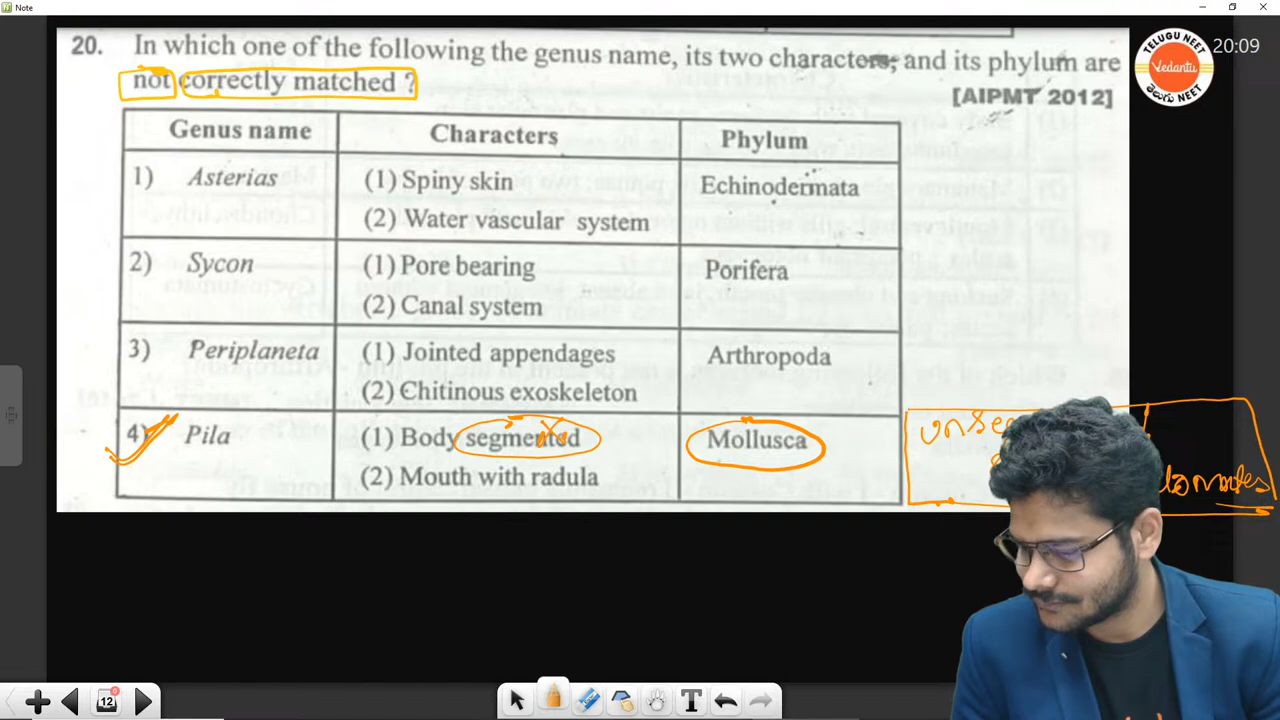 Note
20. In which one of the following the genus name, its two characters, and its phylum are
not correctly matched ?
[AIPMT 2012]
Genus name Characters Phylum
1) Asterias (1) Spiny skin Echinodermata
(2) Water vascular system
2) Sycon (1) Pore bearing Porifera
(2) Canal system
3) Periplaneta (1) Jointed appendages Arthropoda
(2) Chitinous exoskeleton
4) Pila (1) Body segmented Mollusca
(2) Mouth with radula
TELUGU NEET
Vedantu
తెలుగు NEET
20:09
12
T